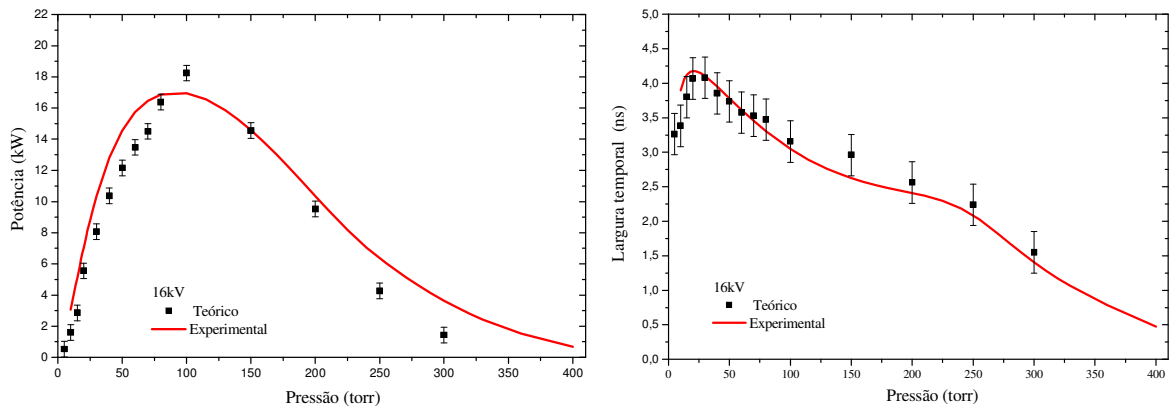 22
20
18
16
14
12
10
8
6
4
2
0
Potência (kW)
16kV
Teórico
Experimental
0 50 100 150 200 250 300 350 400
Pressão (torr)
5,0
4,5
4,0
3,5
3,0
2,5
2,0
1,5
1,0
0,5
0,0
Largura temporal (ns)
16kV
Teórico
Experimental
0 50 100 150 200 250 300 350 400
Pressão (torr)